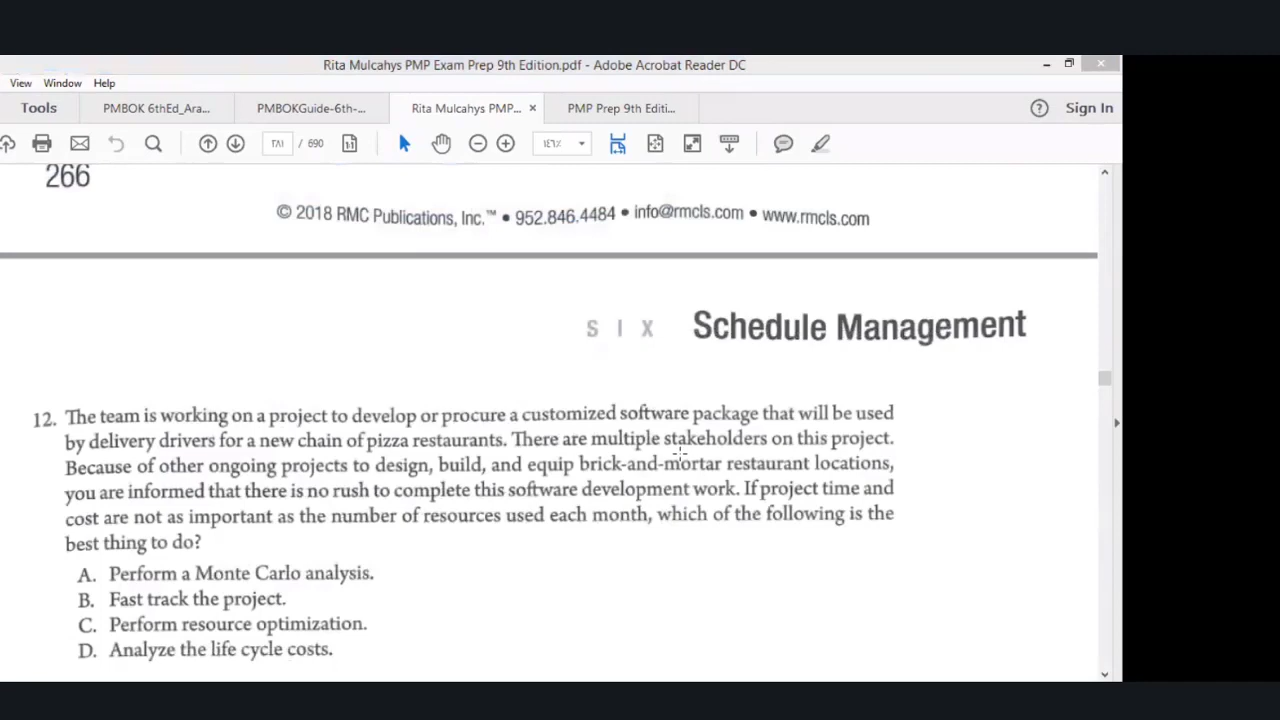 Rita Mulcahys PMP Exam Prep 9th Edition.pdf - Adobe Acrobat Reader DC
View Window Help
Tools PMBOK 6thEd_Ara... PMBOKGuide-6th-... Rita Mulcahys PMP... × PMP Prep 9th Editi... Sign In
٢٨١ / 690 ١٤٦٪
266
© 2018 RMC Publications, Inc.™ • 952.846.4484 • info@rmcls.com • www.rmcls.com
SIX Schedule Management
12. The team is working on a project to develop or procure a customized software package that will be used
by delivery drivers for a new chain of pizza restaurants. There are multiple stakeholders on this project.
Because of other ongoing projects to design, build, and equip brick-and-mortar restaurant locations,
you are informed that there is no rush to complete this software development work. If project time and
cost are not as important as the number of resources used each month, which of the following is the
best thing to do?
A. Perform a Monte Carlo analysis.
B. Fast track the project.
C. Perform resource optimization.
D. Analyze the life cycle costs.